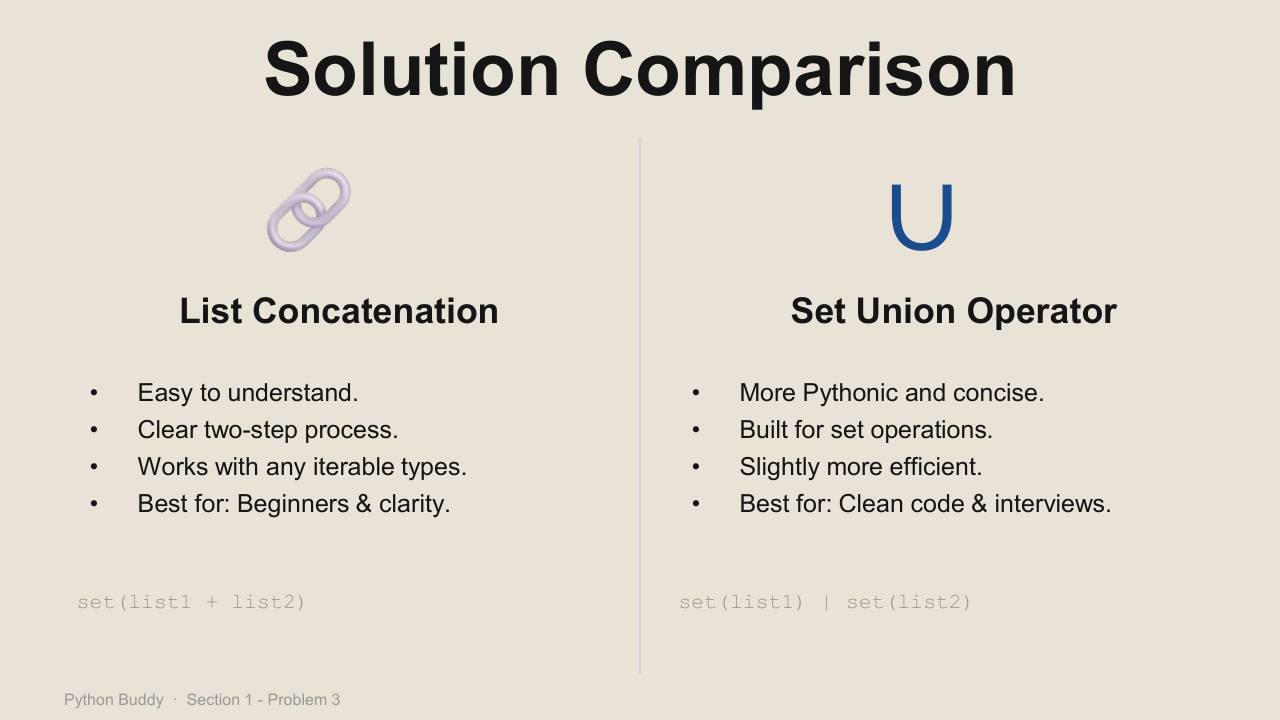 Solution Comparison
∪
List Concatenation
Set Union Operator
• Easy to understand.
• Clear two-step process.
• Works with any iterable types.
• Best for: Beginners & clarity.
• More Pythonic and concise.
• Built for set operations.
• Slightly more efficient.
• Best for: Clean code & interviews.
set(list1 + list2)
set(list1) | set(list2)
Python Buddy · Section 1 - Problem 3